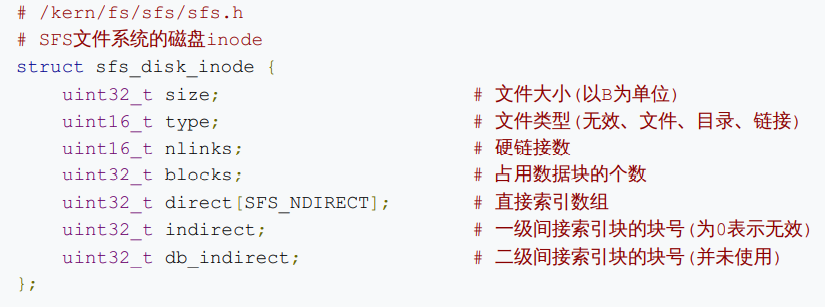 # /kern/fs/sfs/sfs.h
# SFS文件系统的磁盘inode
struct sfs_disk_inode {
    uint32_t size;                          # 文件大小(以B为单位)
    uint16_t type;                          # 文件类型(无效、文件、目录、链接)
    uint16_t nlinks;                        # 硬链接数
    uint32_t blocks;                        # 占用数据块的个数
    uint32_t direct[SFS_NDIRECT];           # 直接索引数组
    uint32_t indirect;                      # 一级间接索引块的块号(为0表示无效)
    uint32_t db_indirect;                   # 二级间接索引块的块号(并未使用)
};